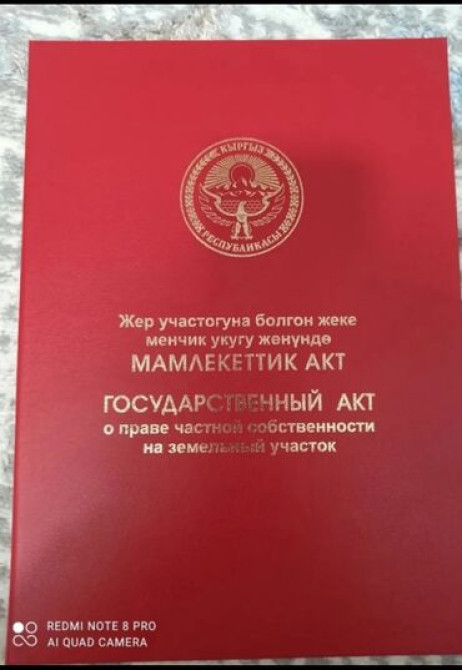 КЫРГЫЗ
РЕСПУБЛИКАСЫ
Жер участогуна болгон жеке
менчик укугу жөнүндө
МАМЛЕКЕТТИК АКТ
ГОСУДАРСТВЕННЫЙ АКТ
о праве частной собственности
на земельный участок
REDMI NOTE 8 PRO
AI QUAD CAMERA